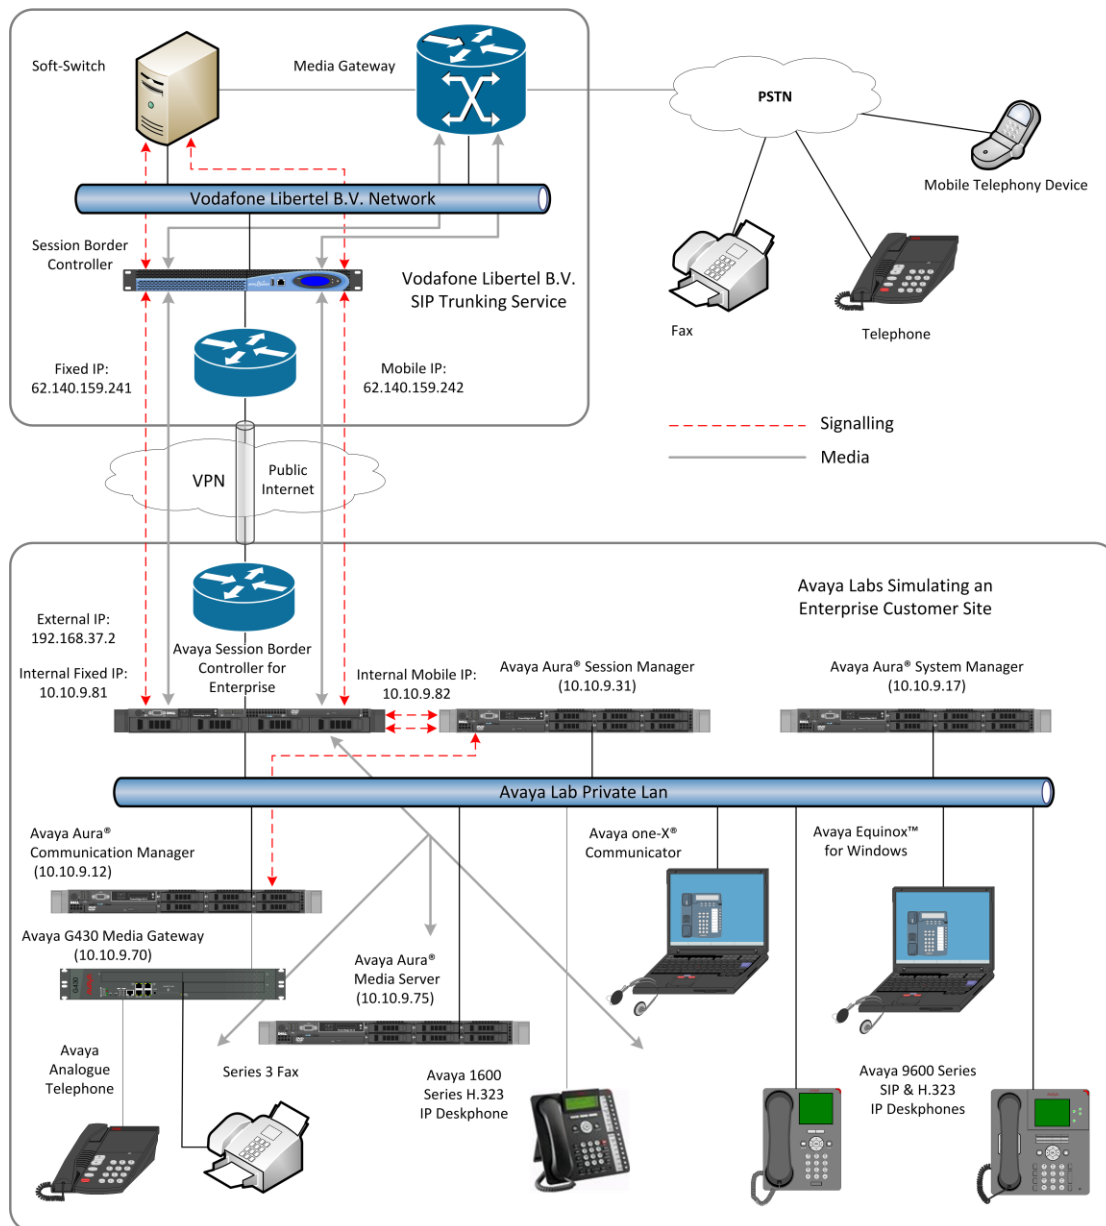 Soft-Switch
Media Gateway
PSTN
Mobile Telephony Device
Vodafone Libertel B.V. Network
Session Border
Controller
Vodafone Libertel B.V.
SIP Trunking Service
Fax
Telephone
Fixed IP:
62.140.159.241
Mobile IP:
62.140.159.242
Signalling
Media
VPN
Public
Internet
Avaya Labs Simulating an
Enterprise Customer Site
External IP:
192.168.37.2
Internal Fixed IP:
10.10.9.81
Avaya Session Border
Controller for
Enterprise
Internal Mobile IP:
10.10.9.82
Avaya Aura® Session Manager
(10.10.9.31)
Avaya Aura® System Manager
(10.10.9.17)
Avaya Lab Private Lan
Avaya Aura®
Communication Manager
(10.10.9.12)
Avaya one-X®
Communicator
Avaya Equinox™
for Windows
Avaya G430 Media Gateway
(10.10.9.70)
G430
Avaya Aura®
Media Server
(10.10.9.75)
Avaya
Analogue
Telephone
Series 3 Fax
Avaya 1600
Series H.323
IP Deskphone
Avaya 9600 Series
SIP & H.323
IP Deskphones